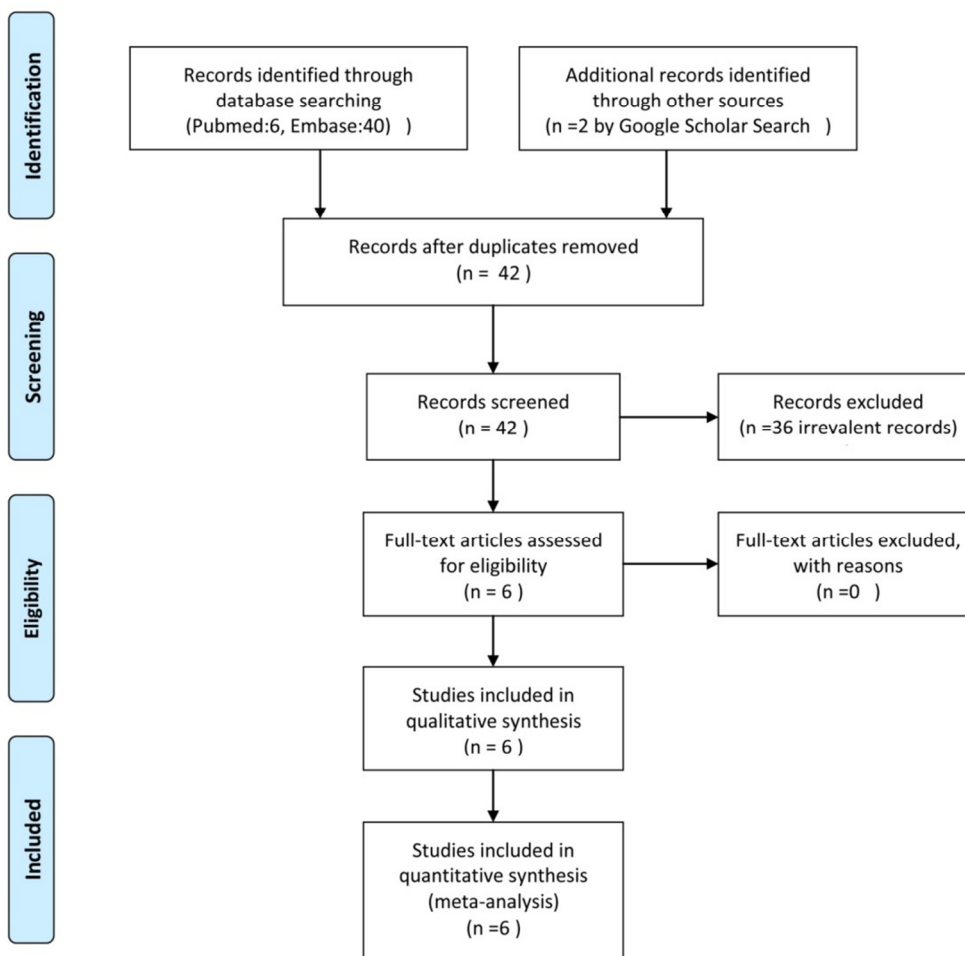 Identification
Records identified through
database searching
(Pubmed:6, Embase:40) )
Additional records identified
through other sources
(n =2 by Google Scholar Search )
Records after duplicates removed
(n = 42 )
Screening
Records screened
(n = 42 )
Records excluded
(n =36 irrevalent records)
Eligibility
Full-text articles assessed
for eligibility
(n = 6 )
Full-text articles excluded,
with reasons
(n =0 )
Studies included in
qualitative synthesis
(n = 6 )
Included
Studies included in
quantitative synthesis
(meta-analysis)
(n =6 )